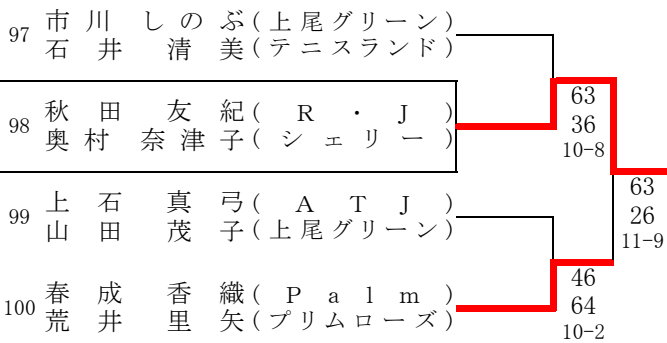 97 市川 しのぶ(上尾グリーン)
石井 清美(テニスランド)
98 秋田 友紀( R ・ J )
奥村 奈津子( シェリー )
63
36
10-8
99 上石 真弓( A T J )
山田 茂子(上尾グリーン)
63
26
11-9
100 春成 香織( P a l m )
荒井 里矢(プリムローズ)
46
64
10-2